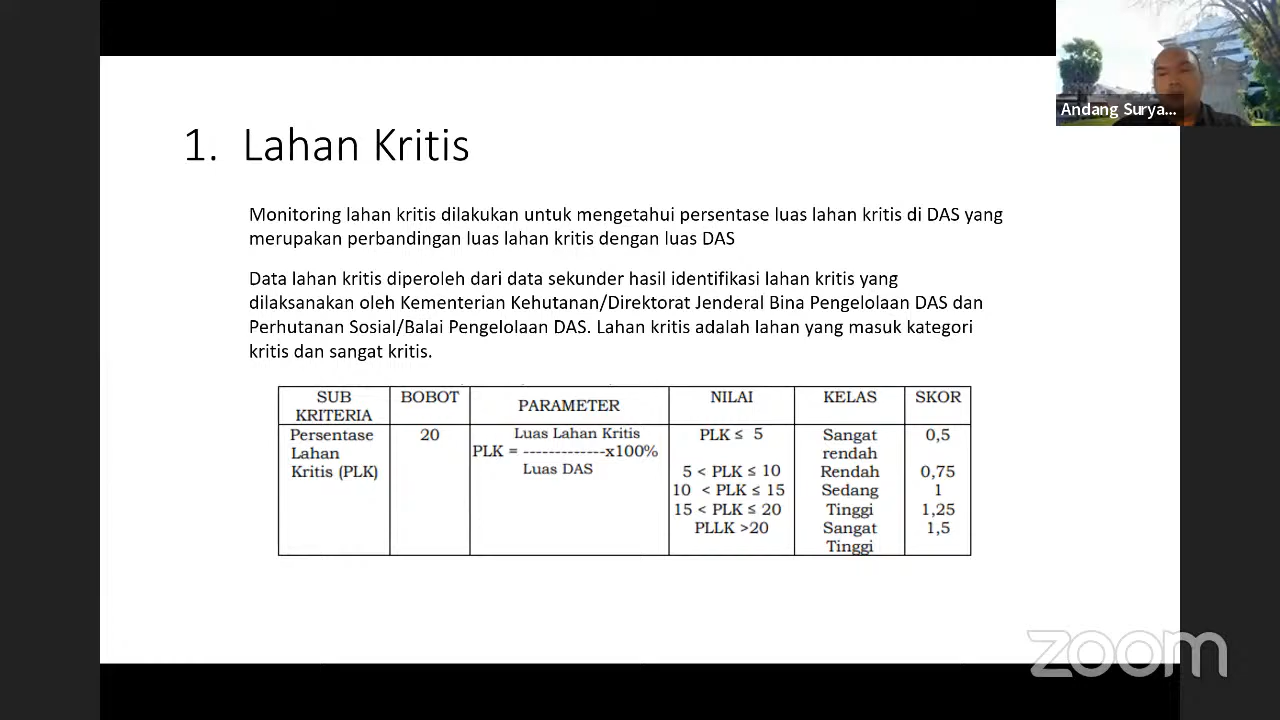 Andang Surya...
1. Lahan Kritis
Monitoring lahan kritis dilakukan untuk mengetahui persentase luas lahan kritis di DAS yang
merupakan perbandingan luas lahan kritis dengan luas DAS
Data lahan kritis diperoleh dari data sekunder hasil identifikasi lahan kritis yang
dilaksanakan oleh Kementerian Kehutanan/Direktorat Jenderal Bina Pengelolaan DAS dan
Perhutanan Sosial/Balai Pengelolaan DAS. Lahan kritis adalah lahan yang masuk kategori
kritis dan sangat kritis.
SUB KRITERIA BOBOT PARAMETER NILAI KELAS SKOR
Persentase 20 Luas Lahan Kritis PLK ≤ 5 Sangat 0,5
Lahan PLK = -------------x100% rendah
Kritis (PLK) Luas DAS 5 < PLK ≤ 10 Rendah 0,75
10 < PLK ≤ 15 Sedang 1
15 < PLK ≤ 20 Tinggi 1,25
PLLK >20 Sangat 1,5
Tinggi
zoom